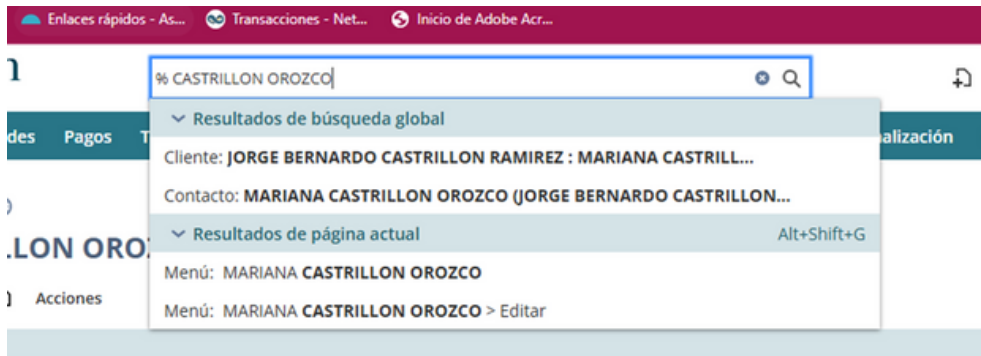 Enlaces rápidos - As... Transacciones - Net... Inicio de Adobe Acr...
% CASTRILLON OROZCO
Resultados de búsqueda global
des Pagos T alización
Cliente: JORGE BERNARDO CASTRILLON RAMIREZ : MARIANA CASTRILL...
Contacto: MARIANA CASTRILLON OROZCO (JORGE BERNARDO CASTRILLON...
Resultados de página actual Alt+Shift+G
LLON ORO
Menú: MARIANA CASTRILLON OROZCO
Acciones
Menú: MARIANA CASTRILLON OROZCO > Editar